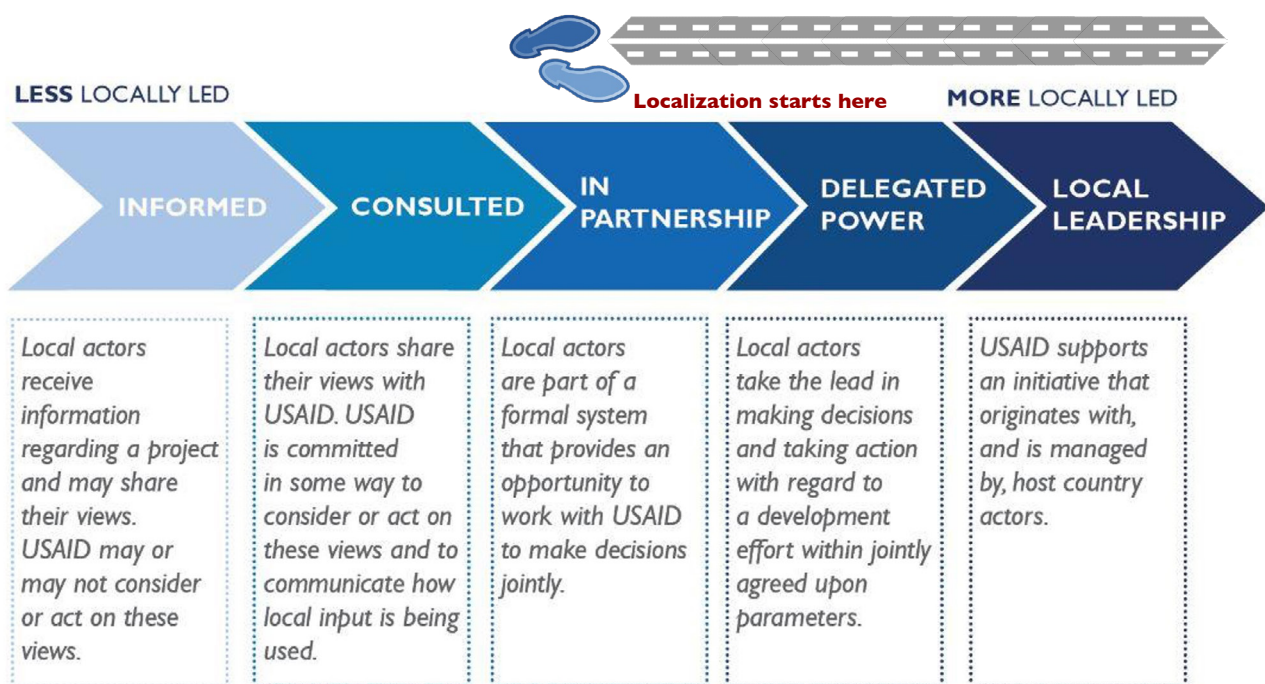 Localization starts here
LESS LOCALLY LED
MORE LOCALLY LED
INFORMED
CONSULTED
IN
PARTNERSHIP
DELEGATED
POWER
LOCAL
LEADERSHIP
Local actors
receive
information
regarding a project
and may share
their views.
USAID may or
may not consider
or act on these
views.
Local actors share
their views with
USAID. USAID
is committed
in some way to
consider or act on
these views and to
communicate how
local input is being
used.
Local actors
are part of a
formal system
that provides an
opportunity to
work with USAID
to make decisions
jointly.
Local actors
take the lead in
making decisions
and taking action
with regard to
a development
effort within jointly
agreed upon
parameters.
USAID supports
an initiative that
originates with,
and is managed
by, host country
actors.